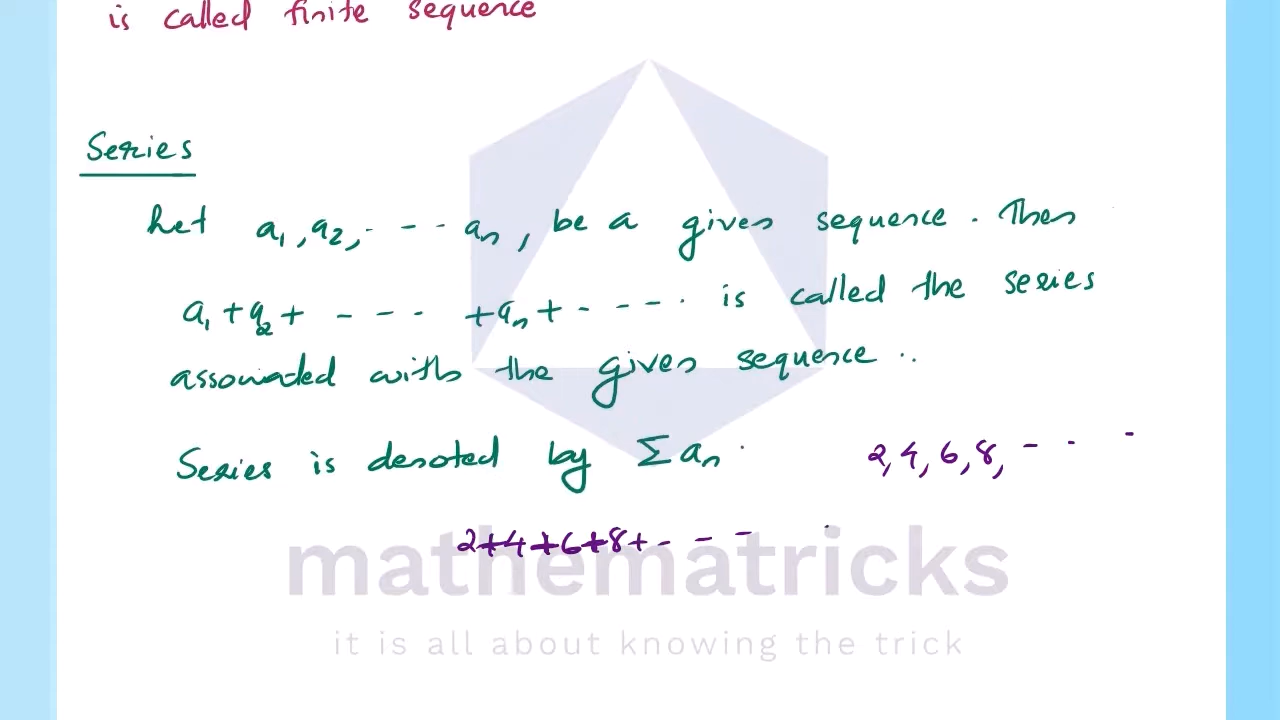 is called finite sequence
Series
Let a₁, a₂, - - - aₙ, be a given sequence. Then
a₁ + a₂ + - - - . + aₙ + - - - - . is called the series
associated with the given sequence ..
Series is denoted by Σ aₙ .
2, 4, 6, 8, - - -
2+4+6+8+ - - -
mathematricks
it is all about knowing the trick